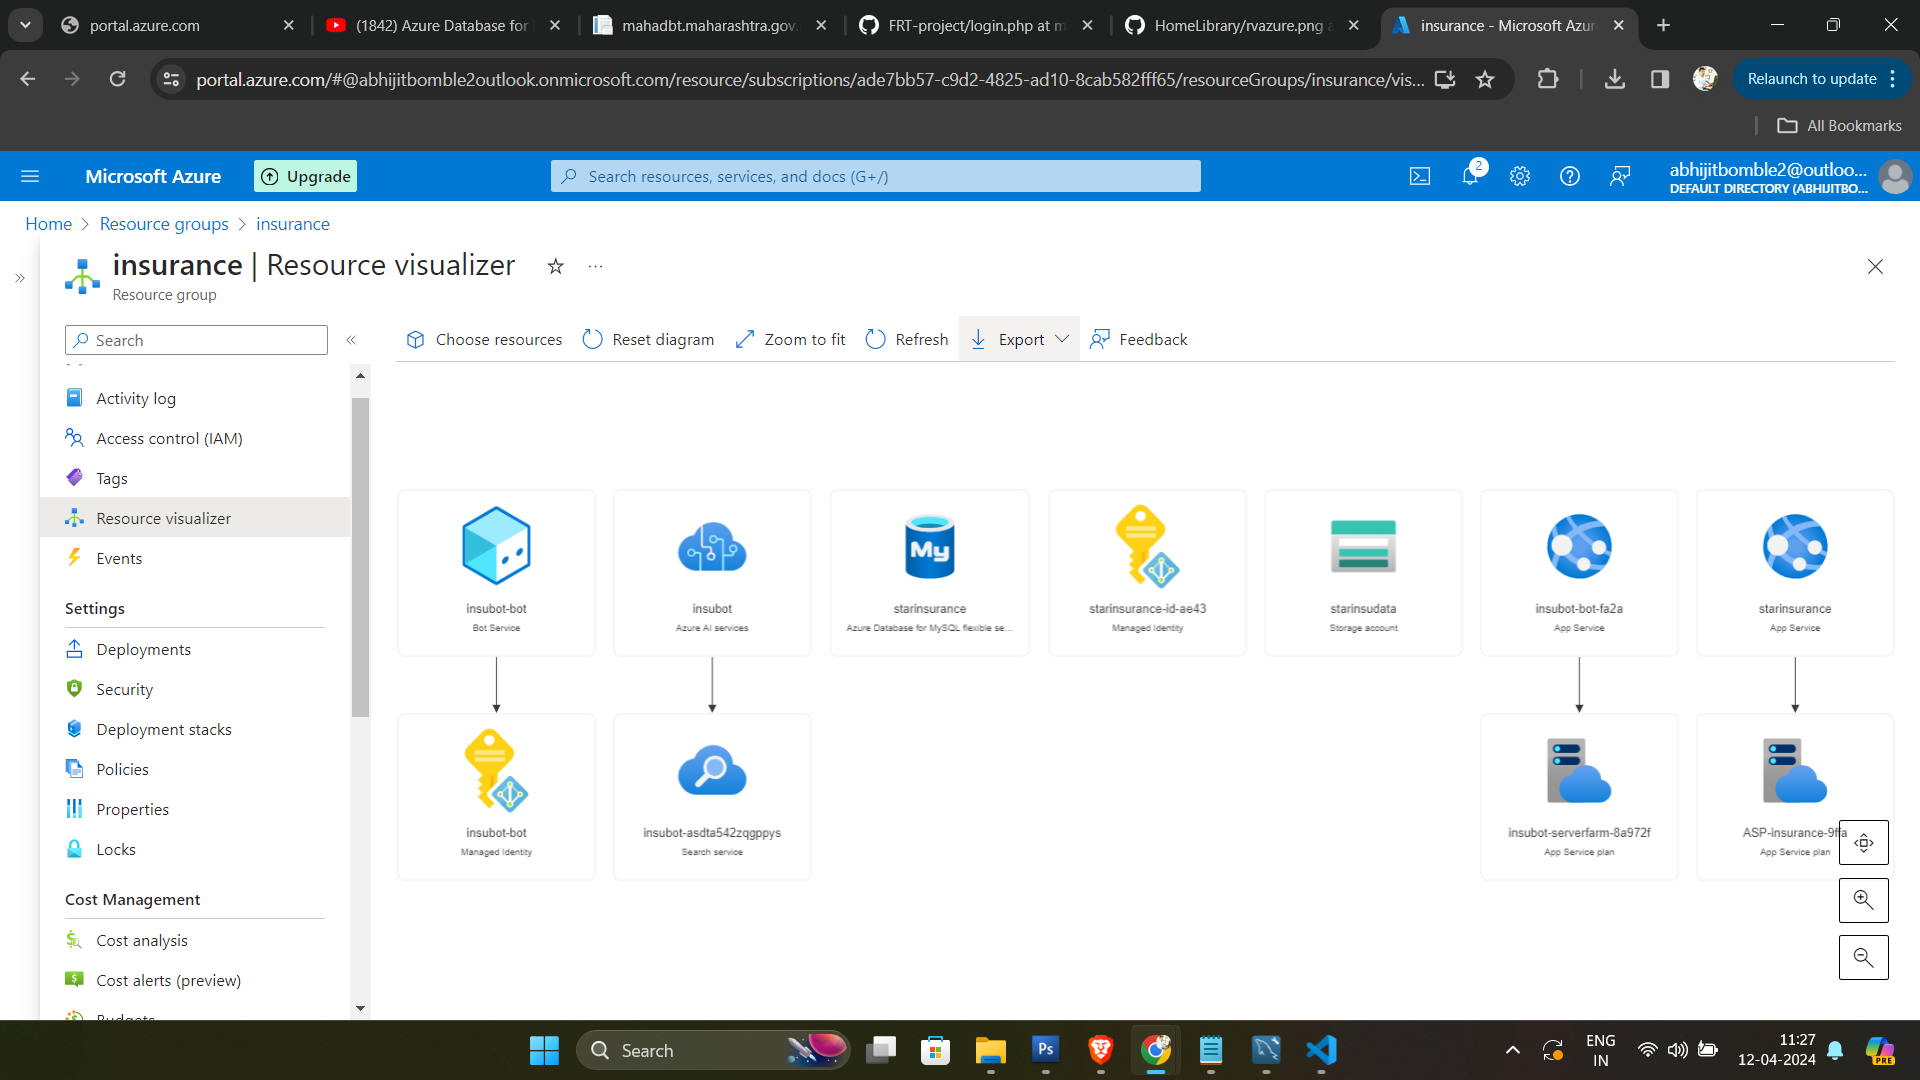 portal.azure.com
(1842) Azure Database for
mahadbt.maharashtra.gov.
FRT-project/login.php at m
HomeLibrary/rvazure.png a
insurance - Microsoft Azur
portal.azure.com/#@abhijitbomble2outlook.onmicrosoft.com/resource/subscriptions/ade7bb57-c9d2-4825-ad10-8cab582fff65/resourceGroups/insurance/vis...
Relaunch to update
All Bookmarks
Microsoft Azure
Upgrade
Search resources, services, and docs (G+/)
2
abhijitbomble2@outloo...
DEFAULT DIRECTORY (ABHIJITBO...
Home > Resource groups > insurance
insurance | Resource visualizer
...
Resource group
Search
Choose resources
Reset diagram
Zoom to fit
Refresh
Export
Feedback
Activity log
Access control (IAM)
Tags
Resource visualizer
Events
Settings
Deployments
Security
Deployment stacks
Policies
Properties
Locks
Cost Management
Cost analysis
Cost alerts (preview)
Budgets
insubot-bot
Bot Service
insubot
Azure AI services
My
starinsurance
Azure Database for MySQL flexible se...
starinsurance-id-ae43
Managed Identity
starinsudata
Storage account
insubot-bot-fa2a
App Service
starinsurance
App Service
insubot-bot
Managed Identity
insubot-asdta542zqgppys
Search service
insubot-serverfarm-8a972f
App Service plan
ASP-insurance-9ffa
App Service plan
Search
Ps
ENG
IN
11:27
12-04-2024
PRE